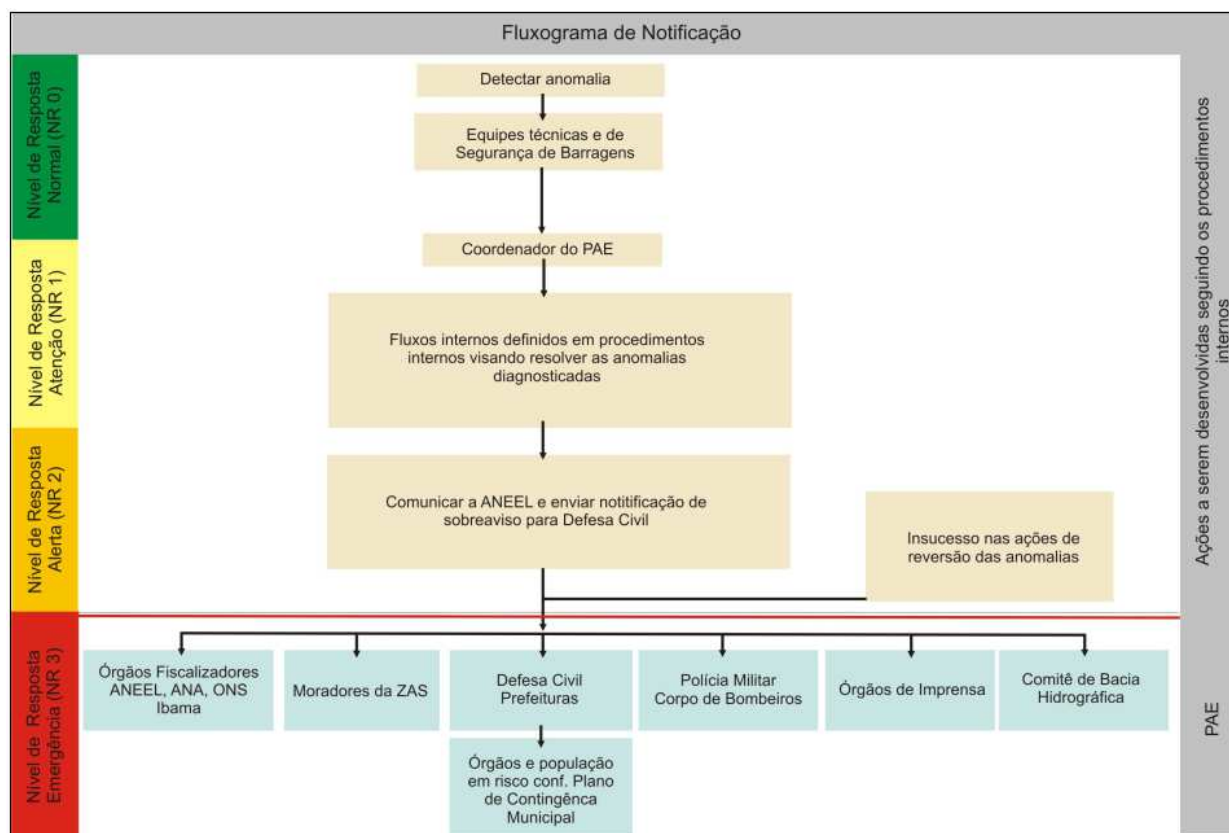 Fluxograma de Notificação
Nível de Resposta
Normal (NR 0)
Detectar anomalia
Equipes técnicas e de
Segurança de Barragens
Nível de Resposta
Atenção (NR 1)
Coordenador do PAE
Fluxos internos definidos em procedimentos
internos visando resolver as anomalias
diagnosticadas
Nível de Resposta
Alerta (NR 2)
Comunicar a ANEEL e enviar notitificação de
sobreaviso para Defesa Civil
Insucesso nas ações de
reversão das anomalias
Ações a serem desenvolvidas seguindo os procedimentos
internos
Nível de Resposta
Emergência (NR 3)
Órgãos Fiscalizadores
ANEEL, ANA, ONS
Ibama
Moradores da ZAS
Defesa Civil
Prefeituras
Polícia Militar
Corpo de Bombeiros
Órgãos de Imprensa
Comitê de Bacia
Hidrográfica
Órgãos e população
em risco conf. Plano
de Contingênca
Municipal
PAE